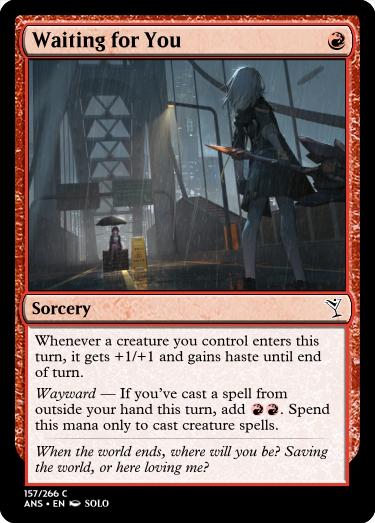 Waiting for You
Sorcery
Whenever a creature you control enters this
turn, it gets +1/+1 and gains haste until end
of turn.
Wayward — If you've cast a spell from
outside your hand this turn, add RR. Spend
this mana only to cast creature spells.
When the world ends, where will you be? Saving
the world, or here loving me?
157/266 C
ANS • EN SOLO